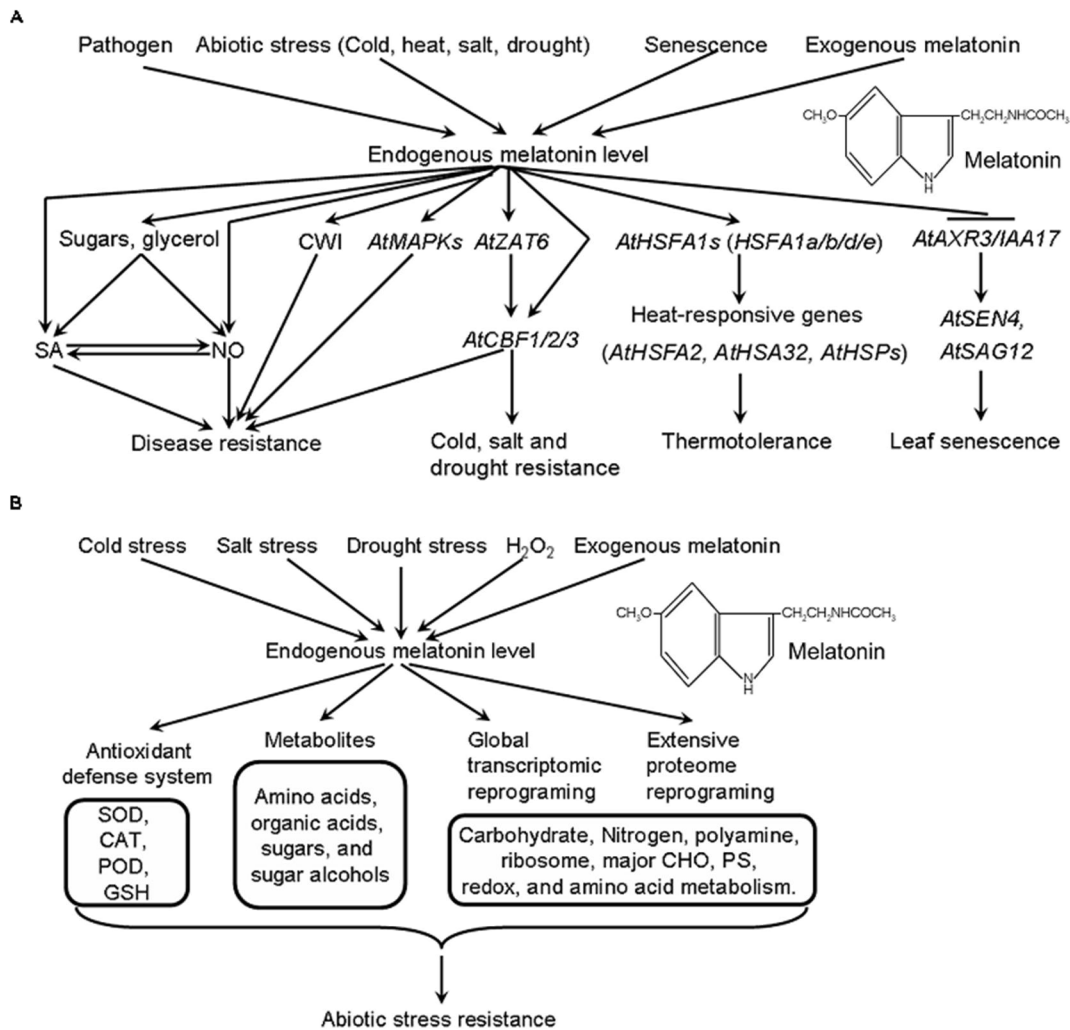 A
Pathogen
Abiotic stress (Cold, heat, salt, drought)
Senescence
Exogenous melatonin
CH₃O
CH₂CH₂NHCOCH₃
N
H
Melatonin
Endogenous melatonin level
Sugars, glycerol
CWI
AtMAPKs
AtZAT6
AtHSFA1s (HSFA1a/b/d/e)
AtAXR3/IAA17
SA
NO
AtCBF1/2/3
Heat-responsive genes
(AtHSFA2, AtHSA32, AtHSPs)
AtSEN4,
AtSAG12
Disease resistance
Cold, salt and
drought resistance
Thermotolerance
Leaf senescence
B
Cold stress
Salt stress
Drought stress
H₂O₂
Exogenous melatonin
CH₃O
CH₂CH₂NHCOCH₃
N
H
Melatonin
Endogenous melatonin level
Antioxidant
defense system
Metabolites
Global
transcriptomic
reprograming
Extensive
proteome
reprograming
SOD,
CAT,
POD,
GSH
Amino acids,
organic acids,
sugars, and
sugar alcohols
Carbohydrate, Nitrogen, polyamine,
ribosome, major CHO, PS,
redox, and amino acid metabolism.
Abiotic stress resistance